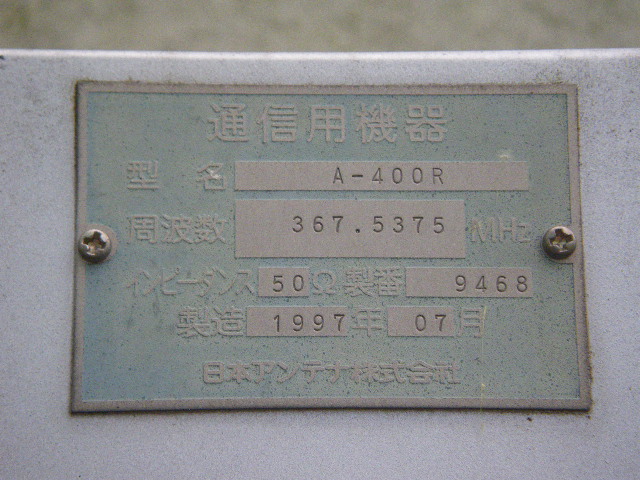 通信用機器
型名 A-400R
周波数 367.5375 MHz
インピーダンス 50Ω 製番 9468
製造 1997年 07月
日本アンテナ株式会社